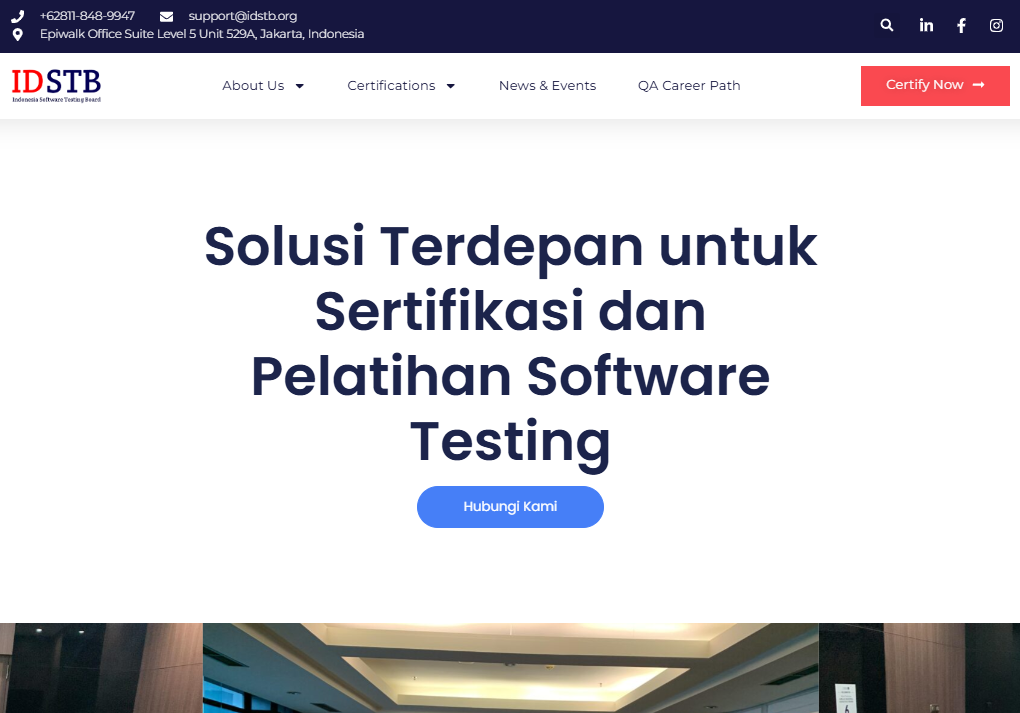 +62811-848-9947
support@idstb.org
Epiwalk Office Suite Level 5 Unit 529A, Jakarta, Indonesia
IDSTB
Indonesia Software Testing Board
About Us
Certifications
News & Events
QA Career Path
Certify Now
Solusi Terdepan untuk
Sertifikasi dan
Pelatihan Software
Testing
Hubungi Kami